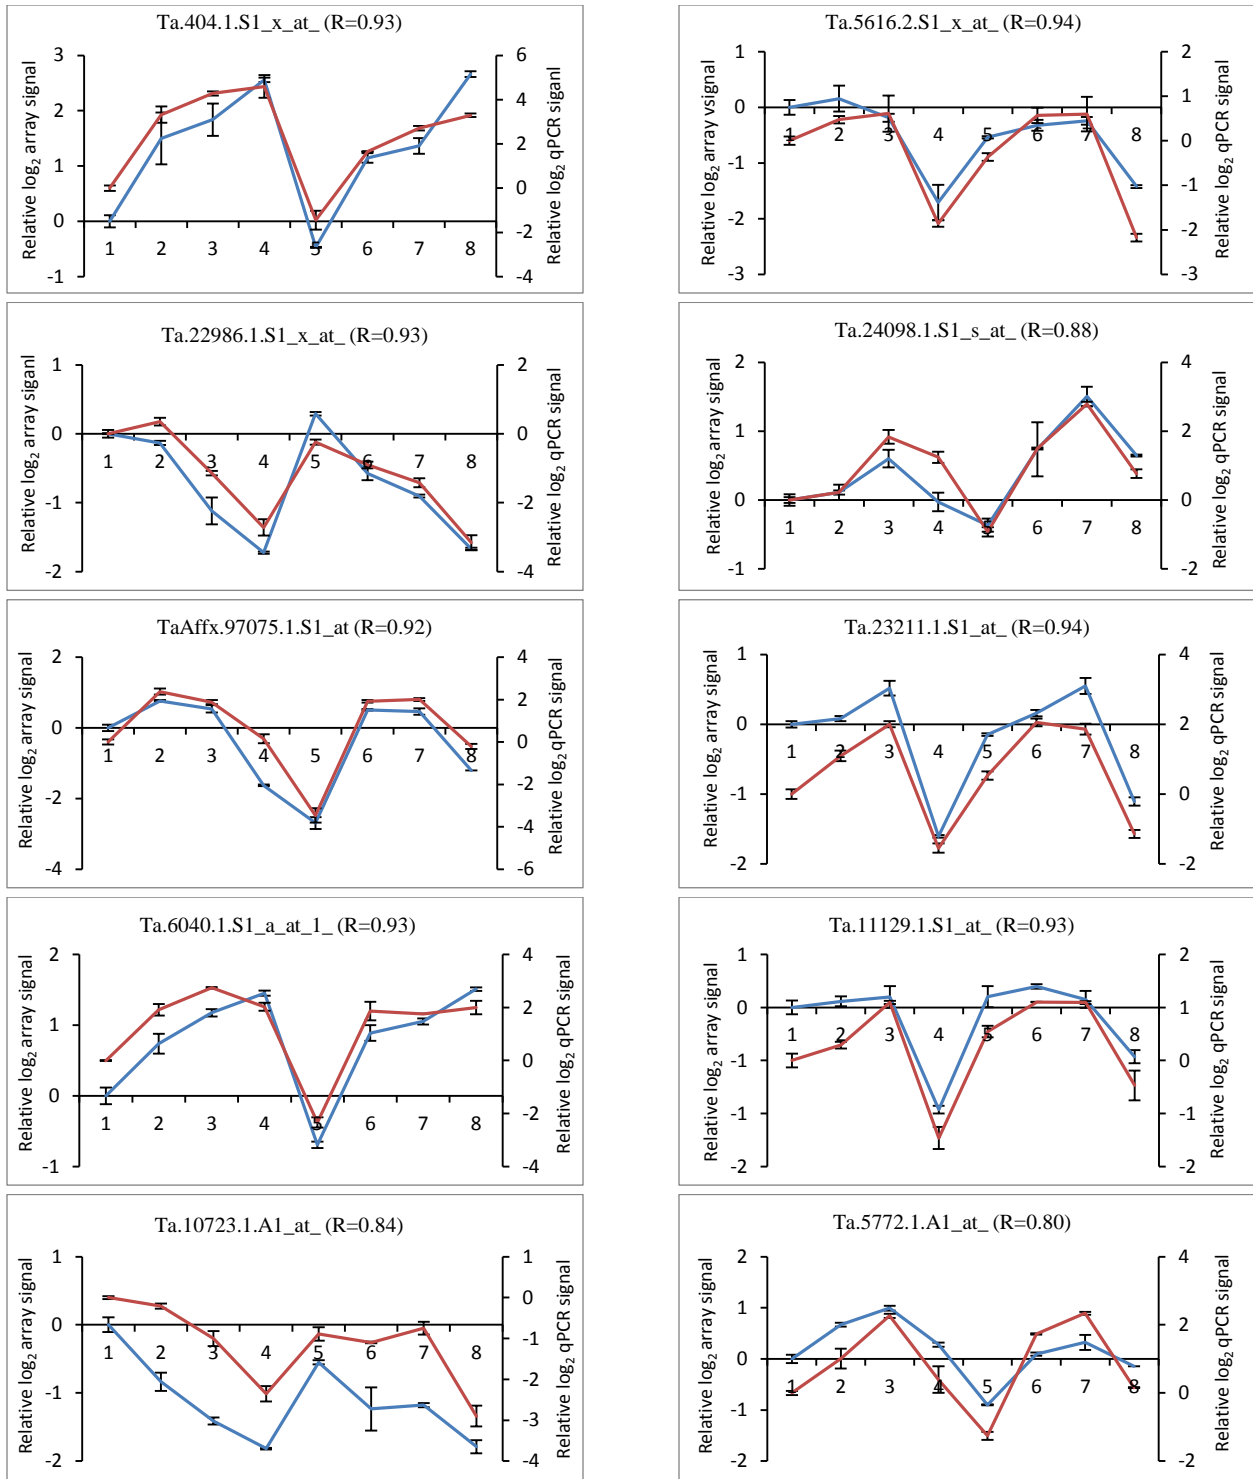 Ta.404.1.S1_x_at_ (R=0.93)
Relative log2 array signal
3
2
1
0
-1
1 2 3 4 5 6 7 8
6
4
2
0
-2
-4
Relative log2 qPCR siganl
Ta.5616.2.S1_x_at_ (R=0.94)
Relative log2 array vsignal
1
0
-1
-2
-3
1 2 3 4 5 6 7 8
2
1
0
-1
-2
-3
Relative log2 qPCR signal
Ta.22986.1.S1_x_at_ (R=0.93)
Relative log2 array siganl
1
0
-1
-2
1 2 3 4 5 6 7 8
2
0
-2
-4
Relative log2 qPCR signal
Ta.24098.1.S1_s_at_ (R=0.88)
Relative log2 array signal
2
1
0
-1
1 2 3 4 5 6 7 8
4
2
0
-2
Relative log2 qPCR signal
TaAffx.97075.1.S1_at (R=0.92)
Relative log2 array signal
2
0
-2
-4
1 2 3 4 5 6 7 8
4
2
0
-2
-4
-6
Relative log2 qPCR signal
Ta.23211.1.S1_at_ (R=0.94)
Relative log2 array signal
1
0
-1
-2
1 2 3 4 5 6 7 8
4
2
0
-2
Relative log2 qPCR signal
Ta.6040.1.S1_a_at_1_ (R=0.93)
Relative log2 array signal
2
1
0
-1
1 2 3 4 5 6 7 8
4
2
0
-2
-4
Relative log2 qPCR signal
Ta.11129.1.S1_at_ (R=0.93)
Relative log2 array signal
1
0
-1
-1
-2
1 2 3 4 5 6 7 8
2
1
0
-1
-2
Relative log2 qPCR signal
Ta.10723.1.A1_at_ (R=0.84)
Relative log2 array signal
1
0
-1
-2
1 2 3 4 5 6 7 8
1
0
-1
-2
-3
-4
Relative log2 qPCR signal
Ta.5772.1.A1_at_ (R=0.80)
Relative log2 array signal
2
1
0
-1
-2
1 2 3 4 5 6 7 8
4
2
0
-2
Relative log2 qPCR signal